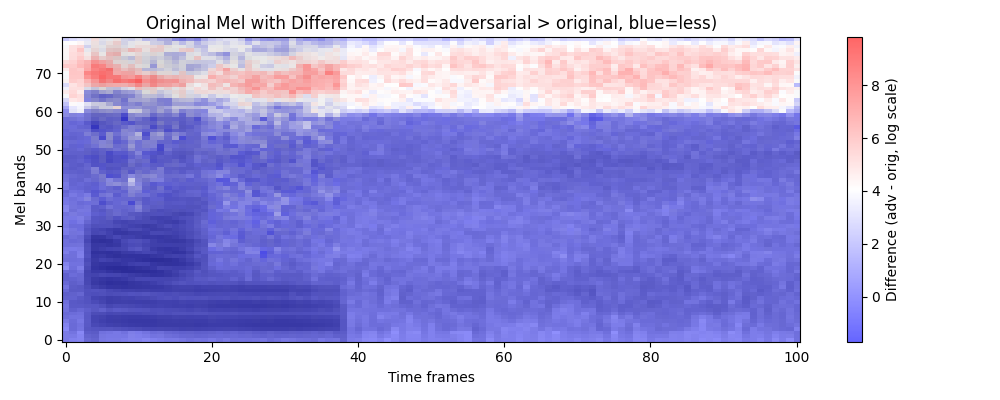 Original Mel with Differences (red=adversarial > original, blue=less)
Mel bands
70
60
50
40
30
20
10
0
0 20 40 60 80 100
Time frames
8
6
4
2
0
Difference (adv - orig, log scale)